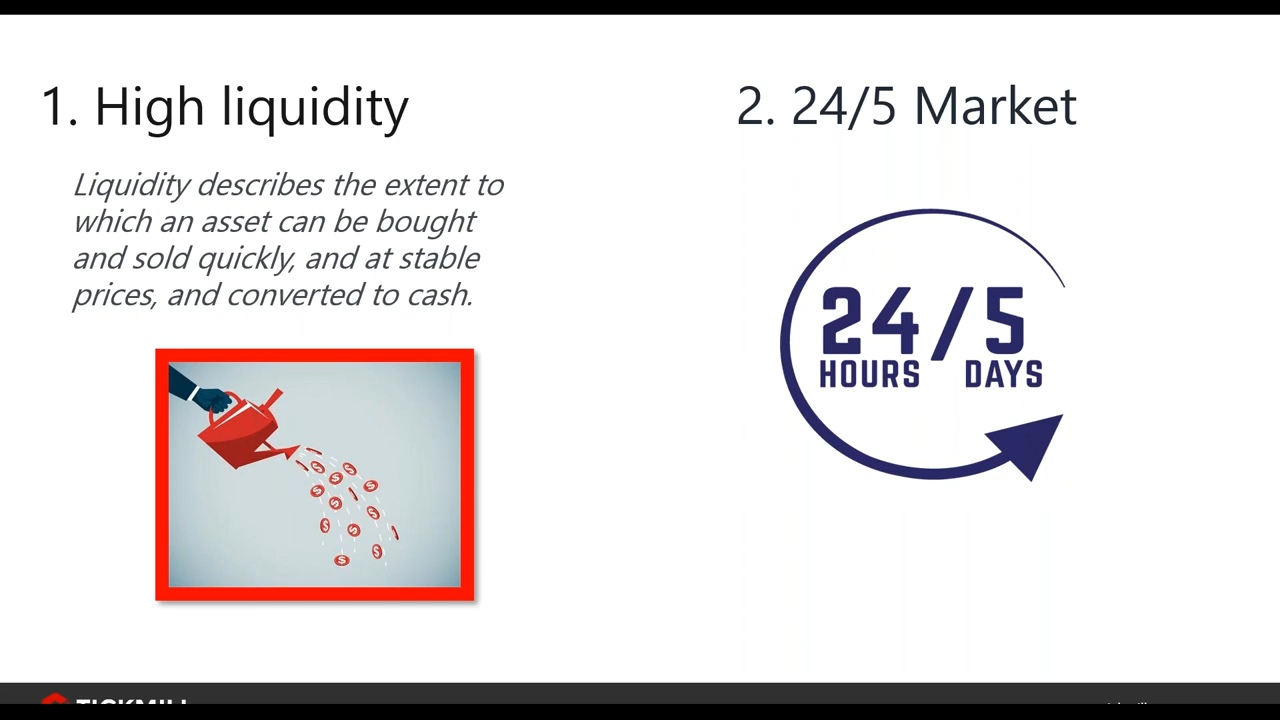 1. High liquidity
Liquidity describes the extent to
which an asset can be bought
and sold quickly, and at stable
prices, and converted to cash.
2. 24/5 Market
24/5
HOURS DAYS
TICKMILL